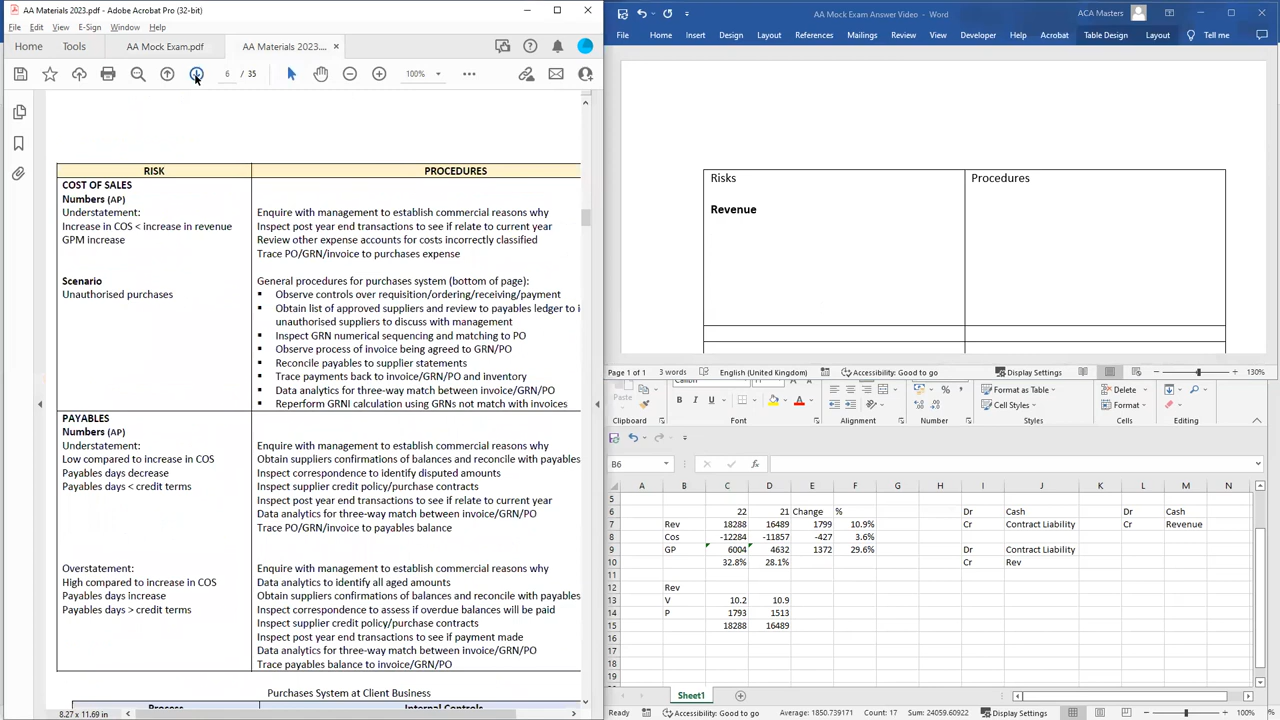 AA Materials 2023.pdf - Adobe Acrobat Pro (32-bit)
File Edit View E-Sign Window Help
Home Tools AA Mock Exam.pdf AA Materials 2023.... ×
6 / 35 100%
RISK PROCEDURES
COST OF SALES
Numbers (AP)
Understatement: Enquire with management to establish commercial reasons why
Increase in COS < increase in revenue Inspect post year end transactions to see if relate to current year
GPM increase Review other expense accounts for costs incorrectly classified
Trace PO/GRN/invoice to purchases expense
Scenario General procedures for purchases system (bottom of page):
Unauthorised purchases ▪ Observe controls over requisition/ordering/receiving/payment
▪ Obtain list of approved suppliers and review to payables ledger to i
unauthorised suppliers to discuss with management
▪ Inspect GRN numerical sequencing and matching to PO
▪ Observe process of invoice being agreed to GRN/PO
▪ Reconcile payables to supplier statements
▪ Trace payments back to invoice/GRN/PO and inventory
▪ Data analytics for three-way match between invoice/GRN/PO
▪ Reperform GRNI calculation using GRNs not match with invoices
PAYABLES
Numbers (AP)
Understatement: Enquire with management to establish commercial reasons why
Low compared to increase in COS Obtain suppliers confirmations of balances and reconcile with payables
Payables days decrease Inspect correspondence to identify disputed amounts
Payables days < credit terms Inspect supplier credit policy/purchase contracts
Inspect post year end transactions to see if relate to current year
Data analytics for three-way match between invoice/GRN/PO
Trace PO/GRN/invoice to payables balance
Overstatement: Enquire with management to establish commercial reasons why
High compared to increase in COS Data analytics to identify all aged amounts
Payables days increase Obtain suppliers confirmations of balances and reconcile with payables
Payables days > credit terms Inspect correspondence to assess if overdue balances will be paid
Inspect supplier credit policy/purchase contracts
Inspect post year end transactions to see if payment made
Data analytics for three-way match between invoice/GRN/PO
Trace payables balance to invoice/GRN/PO
Purchases System at Client Business
Process Internal Controls
8.27 x 11.69 in
AA Mock Exam Answer Video - Word ACA Masters
File Home Insert Design Layout References Mailings Review View Developer Help Acrobat Table Design Layout Tell me
Risks Procedures
Revenue
Page 1 of 1 3 words English (United Kingdom) Accessibility: Good to go Display Settings 130%
Paste Calibri B I U A A % Format as Table Delete
Cell Styles Format
Clipboard Font Alignment Number Styles Cells Editing Analysis
B6 fx
A B C D E F G H I J K L M N
5
6 22 21 Change % Dr Cash Dr Cash
7 Rev 18288 16489 1799 10.9% Cr Contract Liability Cr Revenue
8 Cos -12284 -11857 -427 3.6%
9 GP 6004 4632 1372 29.6% Dr Contract Liability
10 32.8% 28.1% Cr Rev
11
12 Rev
13 V 10.2 10.9
14 P 1793 1513
15 18288 16489
16
17
18
Sheet1
Accessibility: Good to go Average: 1850.739171 Count: 17 Sum: 24059.60922 Display Settings 100%